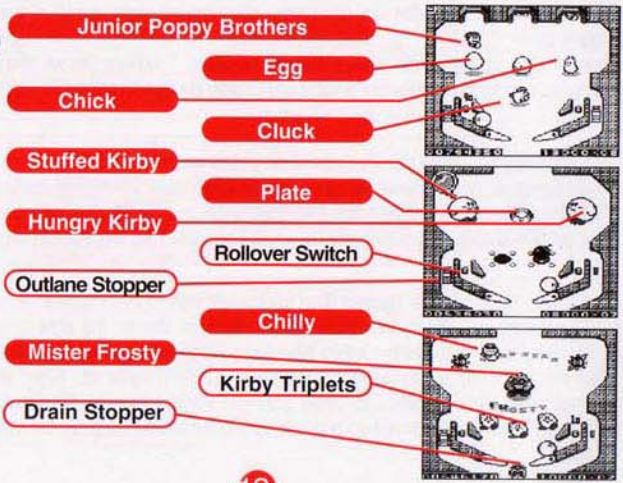 Junior Poppy Brothers
Egg
Chick
Cluck
Stuffed Kirby
Plate
Hungry Kirby
Rollover Switch
Outlane Stopper
Chilly
Mister Frosty
Kirby Triplets
Drain Stopper
FROSTY